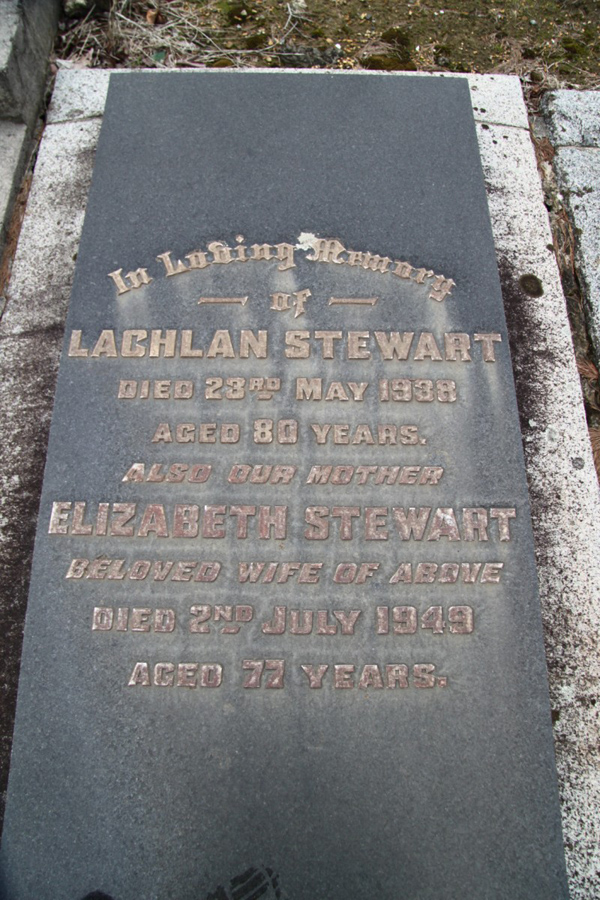 In Loving Memory
of
LACHLAN STEWART
DIED 23RD MAY 1938
AGED 80 YEARS.
ALSO OUR MOTHER
ELIZABETH STEWART
BELOVED WIFE OF ABOVE
DIED 2ND JULY 1949
AGED 77 YEARS.